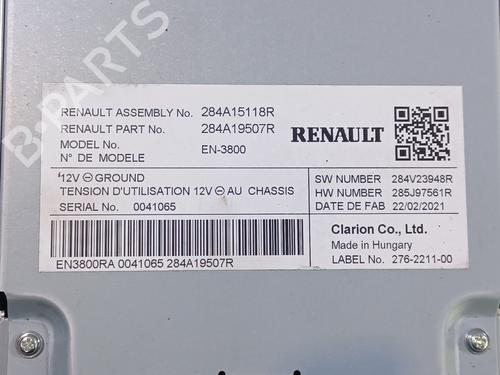 RENAULT ASSEMBLY No. 284A15118R
RENAULT PART No. 284A19507R
MODEL No. EN-3800
N° DE MODELE
RENAULT
12V ⊖ GROUND
TENSION D'UTILISATION 12V ⊖ AU CHASSIS
SERIAL No. 0041065
SW NUMBER 284V23948R
HW NUMBER 285J97561R
DATE DE FAB 22/02/2021
EN3800RA 0041065 284A19507R
Clarion Co., Ltd.
Made in Hungary
LABEL No. 276-2211-00
B-PARTS